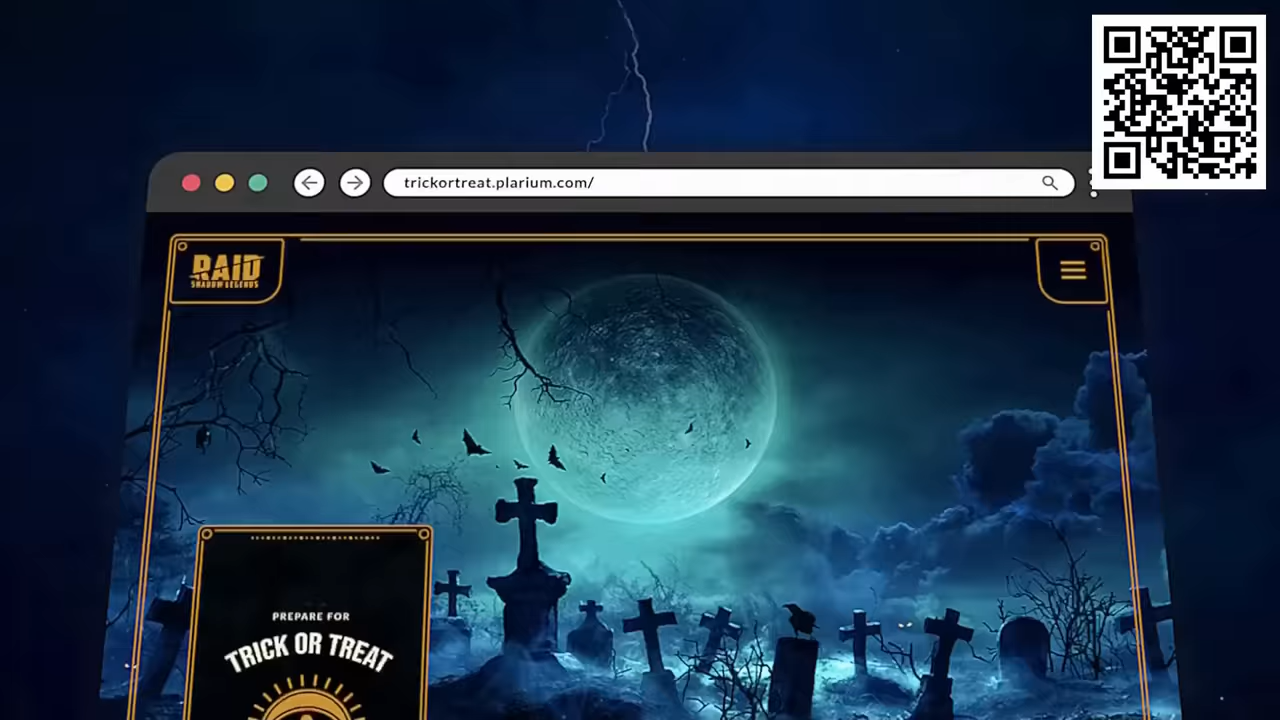 trickortreat.plarium.com/
RAID
SHADOW LEGENDS
PREPARE FOR
TRICK OR TREAT